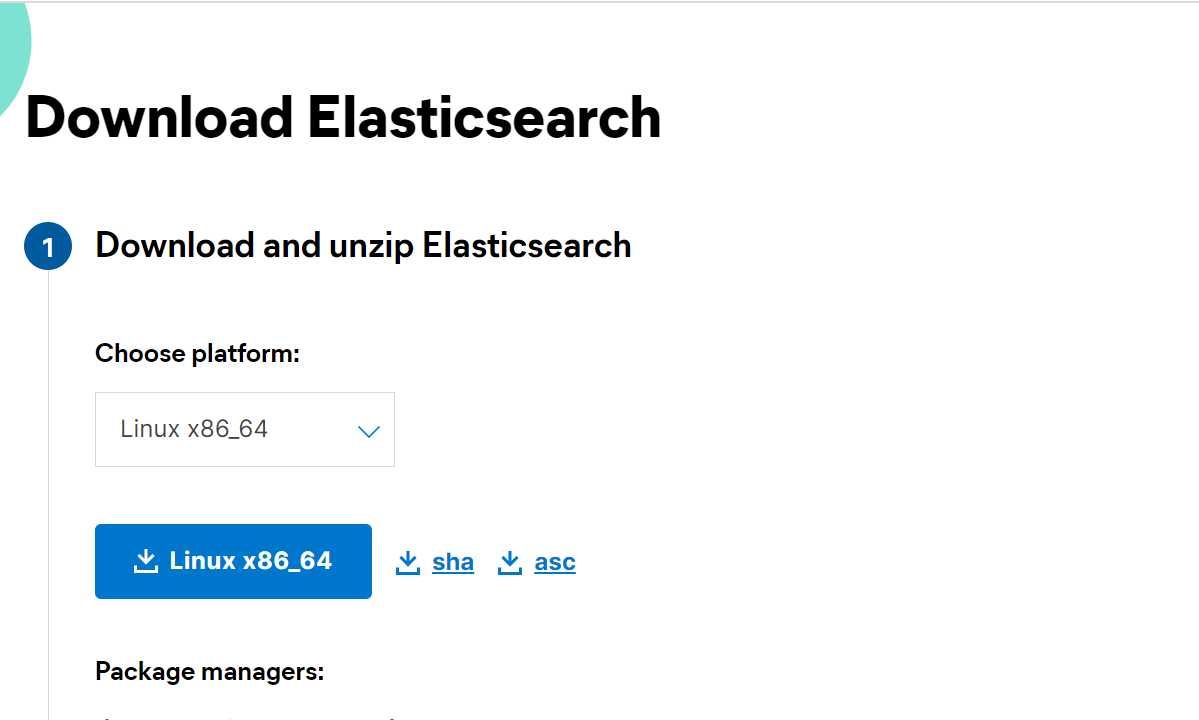 Download Elasticsearch
1 Download and unzip Elasticsearch
Choose platform:
Linux x86_64
Linux x86_64 sha asc
Package managers: